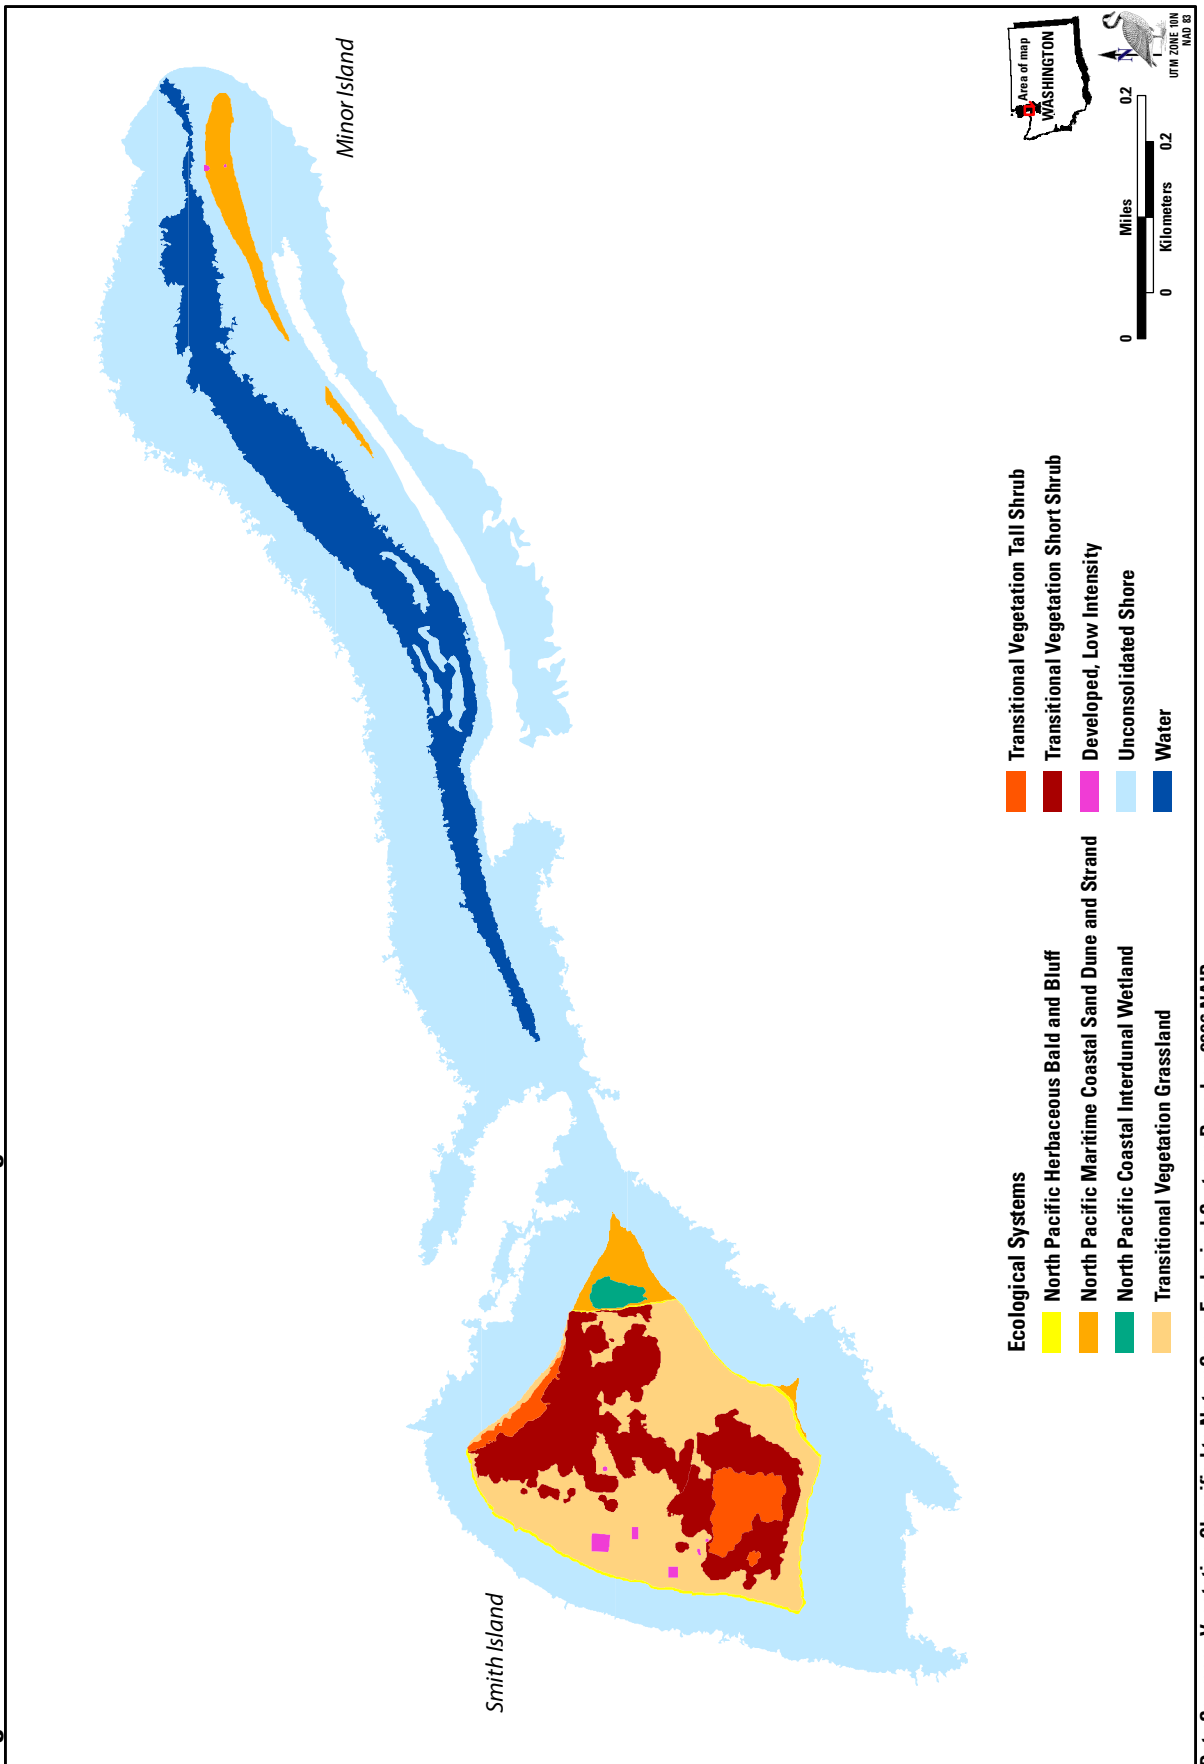 Minor Island
Smith Island
Area of map
WASHINGTON
N
UTM ZONE 10N
NAD 83
0
Miles
0.2
0
Kilometers
0.2
Ecological Systems
North Pacific Herbaceous Bald and Bluff
North Pacific Maritime Coastal Sand Dune and Strand
North Pacific Coastal Interdunal Wetland
Transitional Vegetation Grassland
Transitional Vegetation Tall Shrub
Transitional Vegetation Short Shrub
Developed, Low Intensity
Unconsolidated Shore
Water